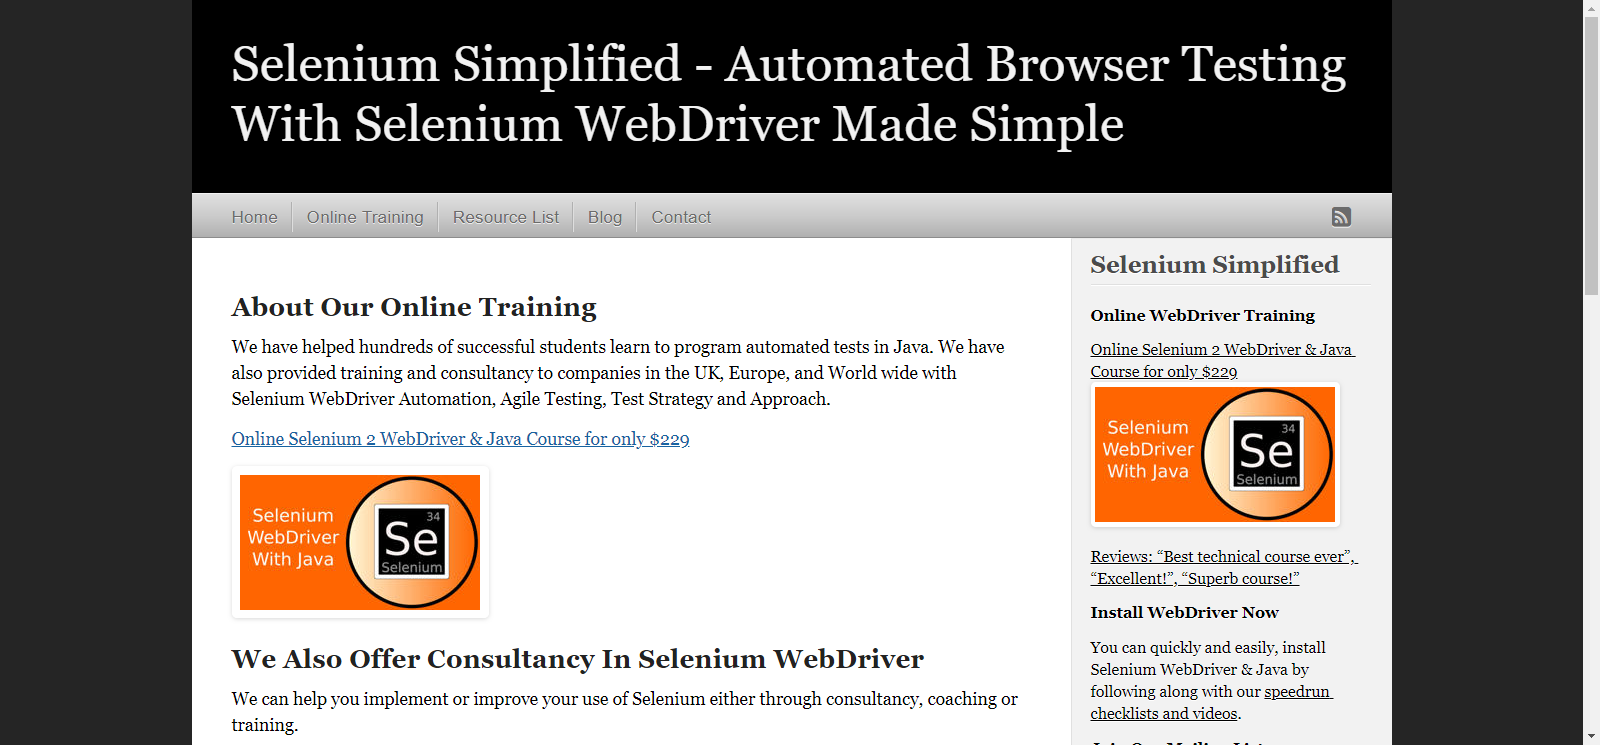 Selenium Simplified - Automated Browser Testing
With Selenium WebDriver Made Simple
Home
Online Training
Resource List
Blog
Contact
About Our Online Training
We have helped hundreds of successful students learn to program automated tests in Java. We have
also provided training and consultancy to companies in the UK, Europe, and World wide with
Selenium WebDriver Automation, Agile Testing, Test Strategy and Approach.
Online Selenium 2 WebDriver & Java Course for only $229
Selenium
WebDriver
With Java
34
Se
Selenium
We Also Offer Consultancy In Selenium WebDriver
We can help you implement or improve your use of Selenium either through consultancy, coaching or
training.
Selenium Simplified
Online WebDriver Training
Online Selenium 2 WebDriver & Java
Course for only $229
Selenium
WebDriver
With Java
34
Se
Selenium
Reviews: “Best technical course ever”,
“Excellent!”, “Superb course!”
Install WebDriver Now
You can quickly and easily, install
Selenium WebDriver & Java by
following along with our speedrun
checklists and videos.